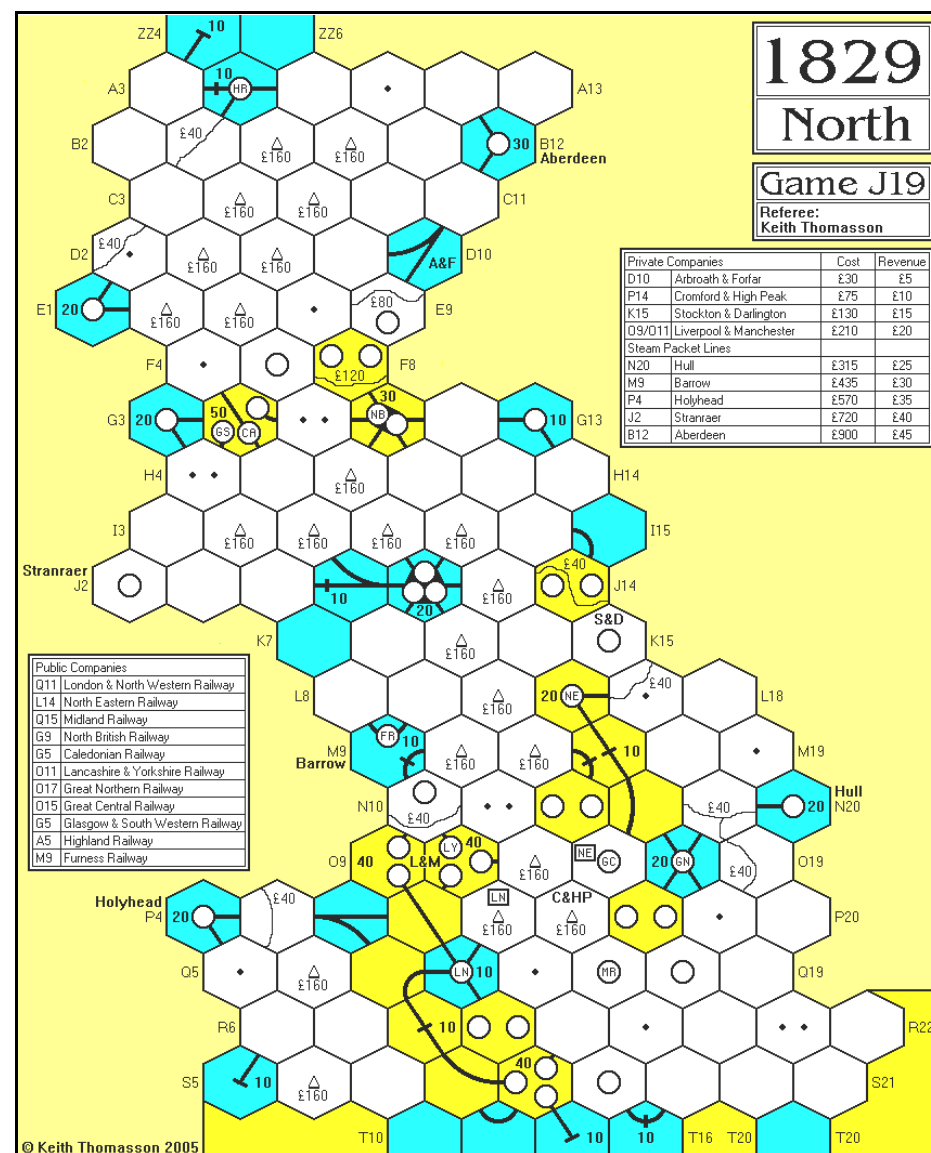 ZZ4 10 ZZ6
1829
North
Game J19
Referee:
Keith Thomasson
A3 10 HR A13
B2 £40 £160 £160 30 B12
Aberdeen
C3 £160 £160 C11
D2 £40 £160 £160 A&F D10
E1 20 £160 £160 £80 E9
F4 £120 F8
G3 20 50 GS CA 30 NB 10 G13
H4 £160 H14
I3 £160 £160 £160 £160 I15
Stranraer
J2 10 20 £160 £40 J14
K7 £160 S&D K15
L8 £160 20 NE £40 L18
M9 FR 10 £160 £160 10 M19
Barrow
N10 £40 £40 20 N20
Hull
O9 40 L&M LY 40 £160 NE GC 20 GN £40 O19
Holyhead
P4 20 £40 LN £160 C&HP £160 P20
Q5 £160 LN 10 MR Q19
R6 10 R22
S5 10 £160 40 S21
T10 10 10 T16 T20 T20
Private Companies Cost Revenue
D10 Arbroath & Forfar £30 £5
P14 Cromford & High Peak £75 £10
K15 Stockton & Darlington £130 £15
O9/O11 Liverpool & Manchester £210 £20
Steam Packet Lines
N20 Hull £315 £25
M9 Barrow £435 £30
P4 Holyhead £570 £35
J2 Stranraer £720 £40
B12 Aberdeen £900 £45
Public Companies
Q11 London & North Western Railway
L14 North Eastern Railway
Q15 Midland Railway
G9 North British Railway
G5 Caledonian Railway
O11 Lancashire & Yorkshire Railway
O17 Great Northern Railway
O15 Great Central Railway
G5 Glasgow & South Western Railway
A5 Highland Railway
M9 Furness Railway
© Keith Thomasson 2005